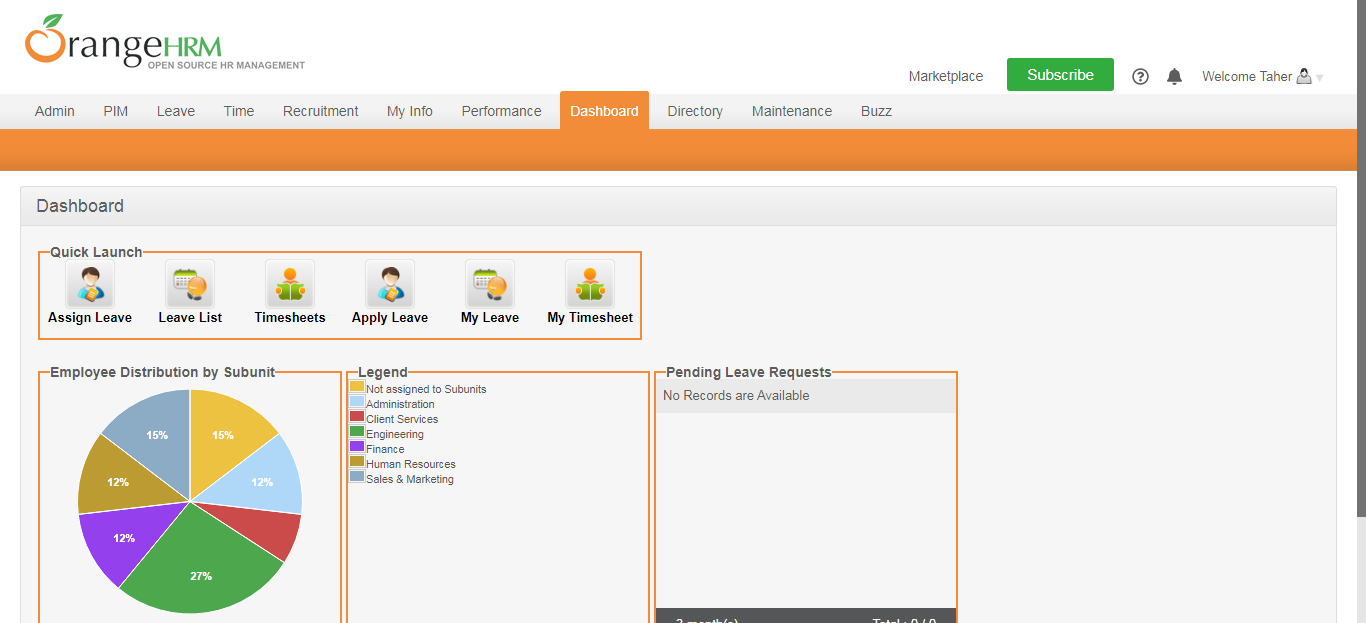 OrangeHRM
OPEN SOURCE HR MANAGEMENT
Marketplace Subscribe Welcome Taher
Admin PIM Leave Time Recruitment My Info Performance Dashboard Directory Maintenance Buzz
Dashboard
Quick Launch
Assign Leave Leave List Timesheets Apply Leave My Leave My Timesheet
Employee Distribution by Subunit
15% 15%
12% 12%
12%
27%
Legend
Not assigned to Subunits
Administration
Client Services
Engineering
Finance
Human Resources
Sales & Marketing
Pending Leave Requests
No Records are Available
3 month(s) Total : 0 / 0